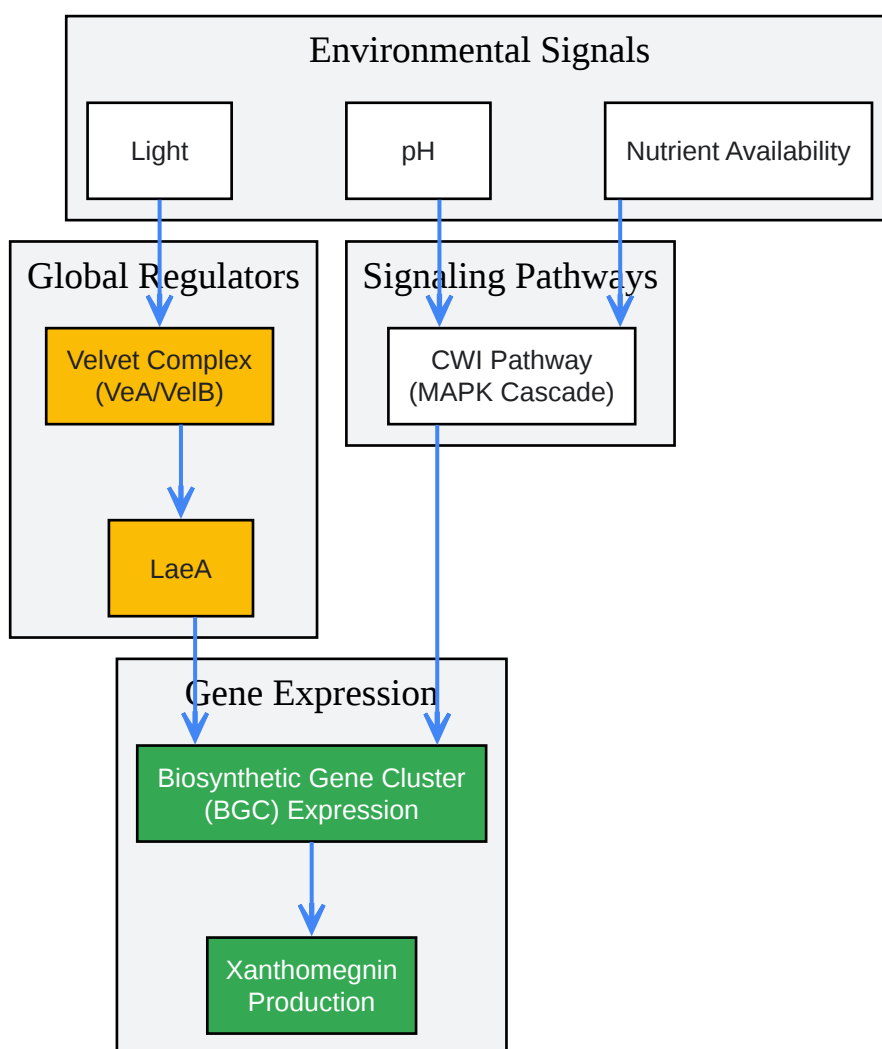 Environmental Signals
Light
pH
Nutrient Availability
Global Regulators
Signaling Pathways
Velvet Complex
(VeA/VelB)
CWI Pathway
(MAPK Cascade)
LaeA
Gene Expression
Biosynthetic Gene Cluster
(BGC) Expression
Xanthomegnin
Production